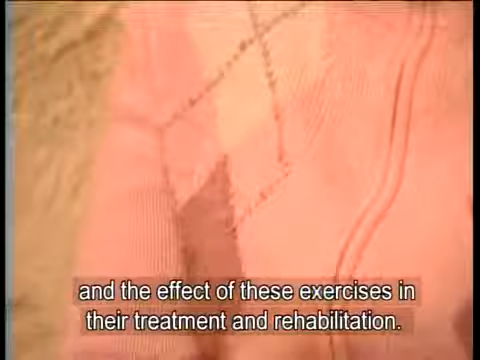 and the effect of these exercises in
their treatment and rehabilitation.